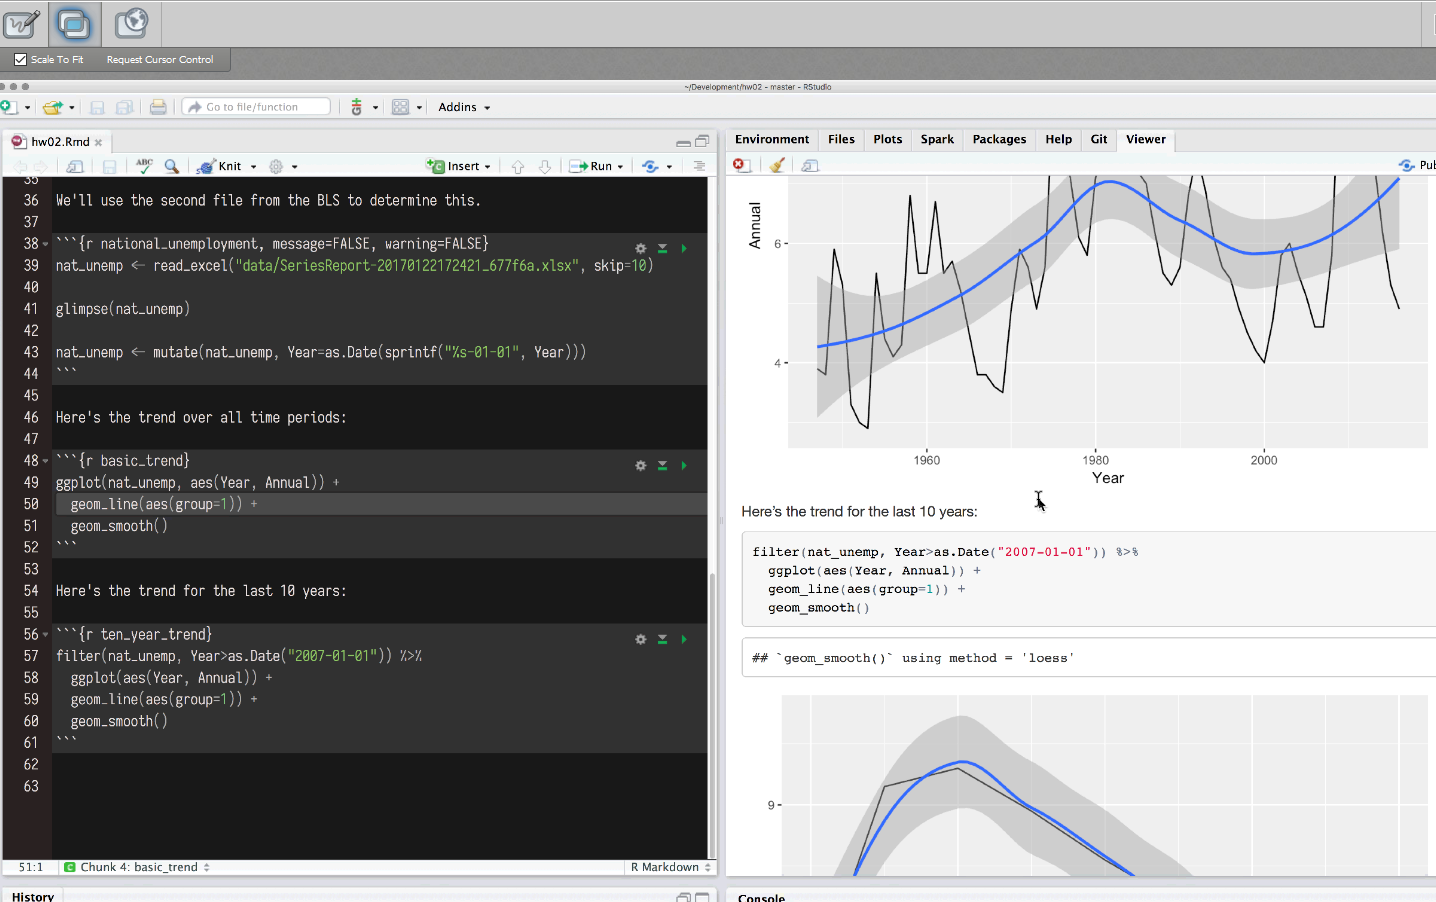 Scale To Fit
Request Cursor Control
~/Development/hw02 - master - RStudio
Go to file/function
Addins
hw02.Rmd
ABC
Knit
Insert
Run
35
36 We'll use the second file from the BLS to determine this.
37
38 ```{r national_unemployment, message=FALSE, warning=FALSE}
39 nat_unemp <- read_excel("data/SeriesReport-20170122172421_677f6a.xlsx", skip=10)
40
41 glimpse(nat_unemp)
42
43 nat_unemp <- mutate(nat_unemp, Year=as.Date(sprintf("%s-01-01", Year)))
44 ```
45
46 Here's the trend over all time periods:
47
48 ```{r basic_trend}
49 ggplot(nat_unemp, aes(Year, Annual)) +
50 geom_line(aes(group=1)) +
51 geom_smooth()
52 ```
53
54 Here's the trend for the last 10 years:
55
56 ```{r ten_year_trend}
57 filter(nat_unemp, Year>as.Date("2007-01-01")) %>%
58 ggplot(aes(Year, Annual)) +
59 geom_line(aes(group=1)) +
60 geom_smooth()
61 ```
62
63
51:1
C Chunk 4: basic_trend
R Markdown
History
Environment
Files
Plots
Spark
Packages
Help
Git
Viewer
Pub
Annual
6
4
1960
1980
2000
Year
Here's the trend for the last 10 years:
filter(nat_unemp, Year>as.Date("2007-01-01")) %>%
ggplot(aes(Year, Annual)) +
geom_line(aes(group=1)) +
geom_smooth()
## `geom_smooth()` using method = 'loess'
9
Console